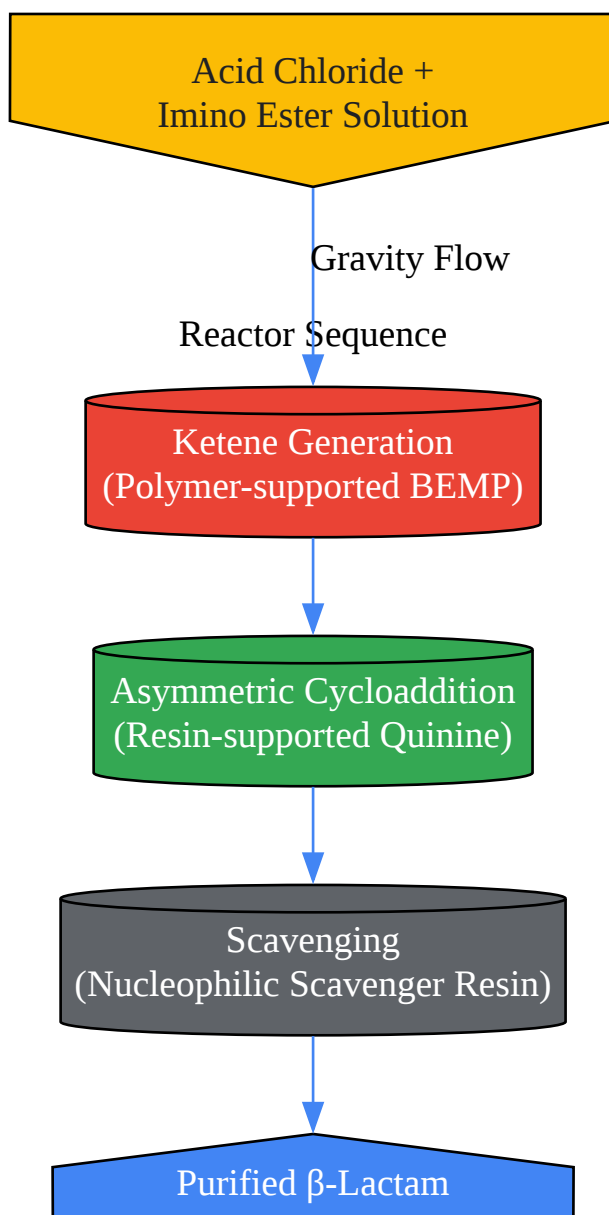 Acid Chloride +
Imino Ester Solution
Gravity Flow
Reactor Sequence
Ketene Generation
(Polymer-supported BEMP)
Asymmetric Cycloaddition
(Resin-supported Quinine)
Scavenging
(Nucleophilic Scavenger Resin)
Purified β-Lactam